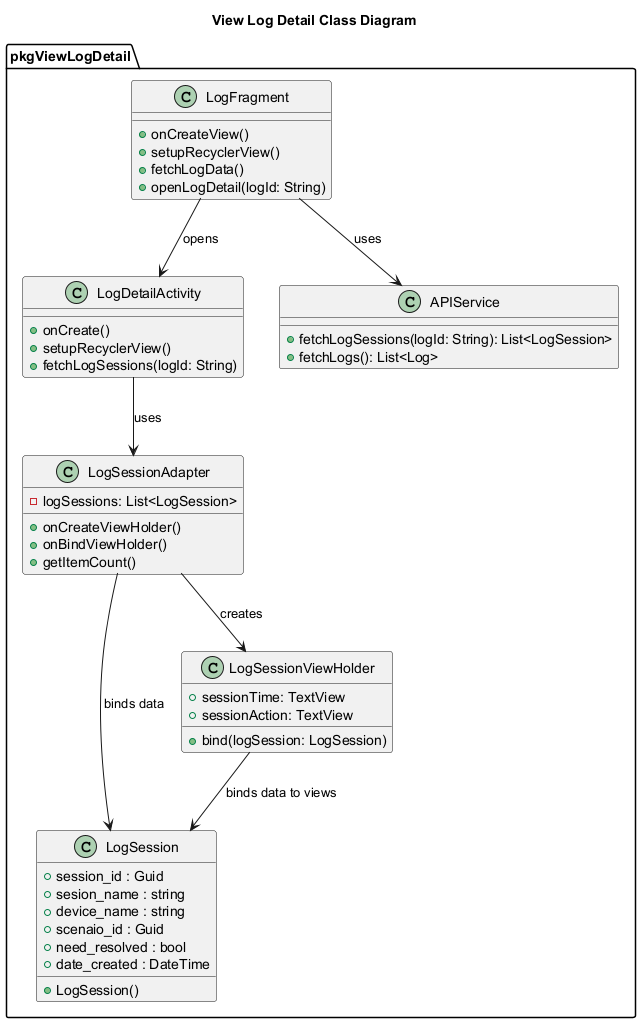 View Log Detail Class Diagram
pkgViewLogDetail
C LogFragment
onCreateView()
setupRecyclerView()
fetchLogData()
openLogDetail(logId: String)
opens
uses
C LogDetailActivity
onCreate()
setupRecyclerView()
fetchLogSessions(logId: String)
C APIService
fetchLogSessions(logId: String): List<LogSession>
fetchLogs(): List<Log>
uses
C LogSessionAdapter
logSessions: List<LogSession>
onCreateViewHolder()
onBindViewHolder()
getItemCount()
creates
binds data
C LogSessionViewHolder
sessionTime: TextView
sessionAction: TextView
bind(logSession: LogSession)
binds data to views
C LogSession
session_id : Guid
sesion_name : string
device_name : string
scenaio_id : Guid
need_resolved : bool
date_created : DateTime
LogSession()